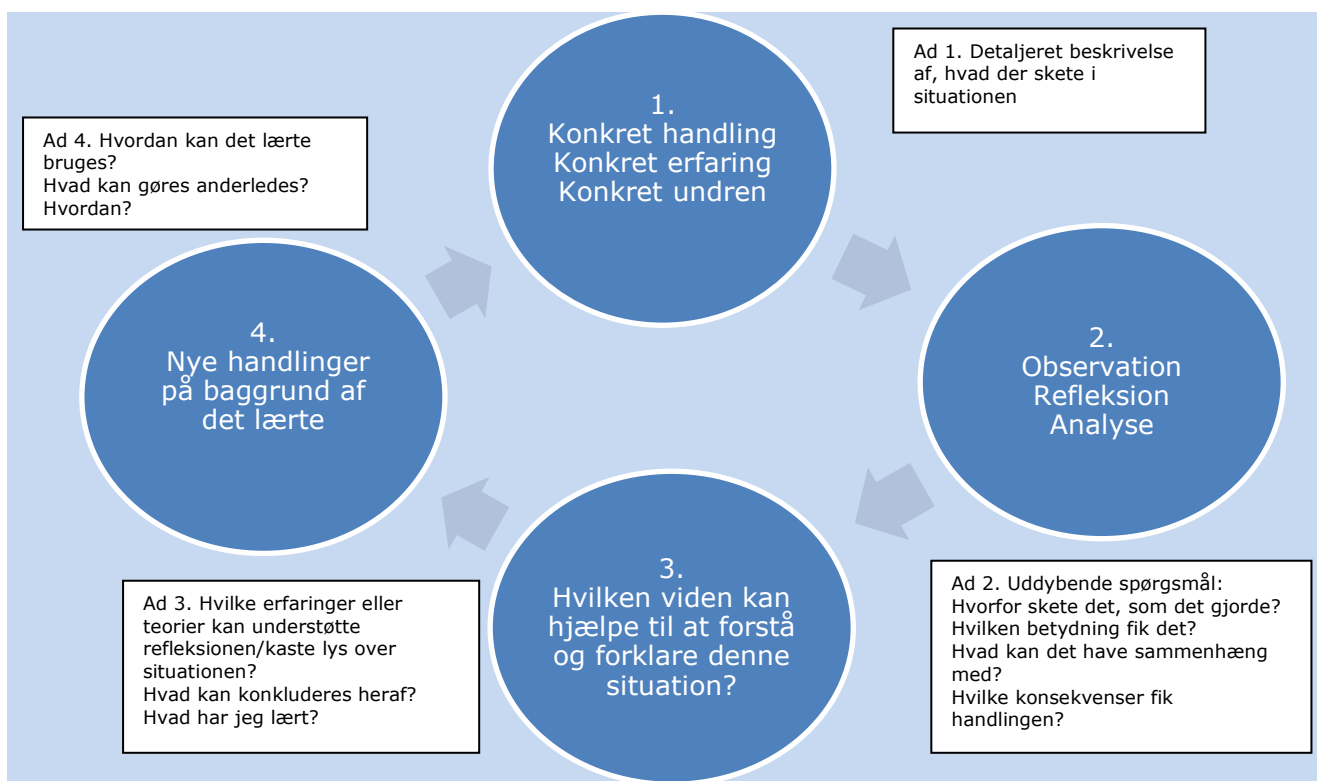 1.
Konkret handling
Konkret erfaring
Konkret undren
Ad 1. Detaljeret beskrivelse
af, hvad der skete i
situationen
2.
Observation
Refleksion
Analyse
Ad 2. Uddybende spørgsmål:
Hvorfor skete det, som det gjorde?
Hvilken betydning fik det?
Hvad kan det have sammenhæng
med?
Hvilke konsekvenser fik
handlingen?
3.
Hvilken viden kan
hjælpe til at forstå
og forklare denne
situation?
Ad 3. Hvilke erfaringer eller
teorier kan understøtte
refleksionen/kaste lys over
situationen?
Hvad kan konkluderes heraf?
Hvad har jeg lært?
4.
Nye handlinger
på baggrund af
det lærte
Ad 4. Hvordan kan det lærte
bruges?
Hvad kan gøres anderledes?
Hvordan?